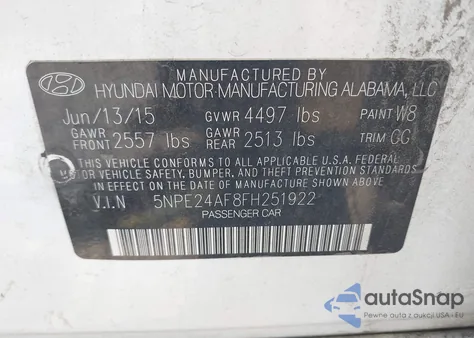 MANUFACTURED BY
HYUNDAI MOTOR MANUFACTURING ALABAMA, LLC
Jun/13/15 GVWR 4497 lbs PAINT W8
GAWR FRONT 2557 lbs GAWR REAR 2513 lbs TRIM GG
THIS VEHICLE CONFORMS TO ALL APPLICABLE U.S.A. FEDERAL
MOTOR VEHICLE SAFETY, BUMPER, AND THEFT PREVENTION
STANDARDS IN EFFECT ON THE DATE OF MANUFACTURE SHOWN ABOVE.
V.I.N 5NPE24AF8FH251922
PASSENGER CAR
autoSnap
Pewne auta z aukcji USA i EU